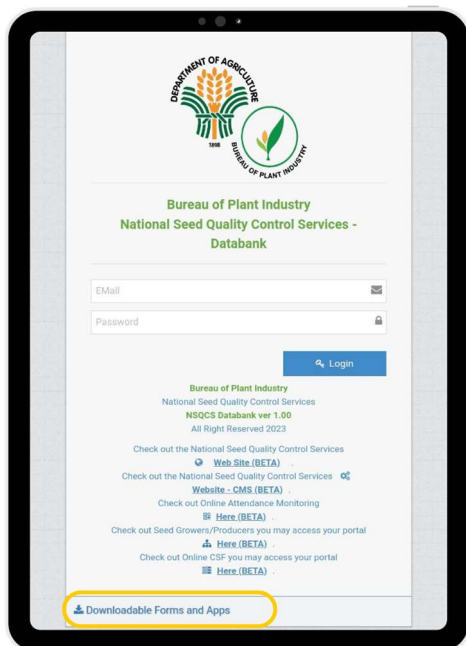 DEPARTMENT OF AGRICULTURE
1898
BUREAU OF PLANT INDUSTRY
Bureau of Plant Industry
National Seed Quality Control Services -
Databank
EMail
Password
Login
Bureau of Plant Industry
National Seed Quality Control Services
NSQCS Databank ver 1.00
All Right Reserved 2023
Check out the National Seed Quality Control Services
Web Site (BETA) .
Check out the National Seed Quality Control Services
Website - CMS (BETA) .
Check out Online Attendance Monitoring
Here (BETA) .
Check out Seed Growers/Producers you may access your portal
Here (BETA) .
Check out Online CSF you may access your portal
Here (BETA) .
Downloadable Forms and Apps